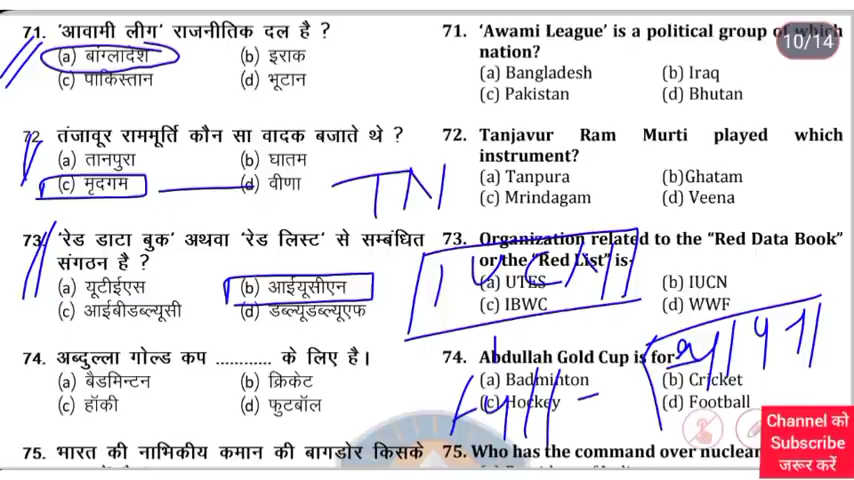 71. 'आवामी लीग' राजनीतिक दल है ?
(a) बांग्लादेश (b) इराक
(c) पाकिस्तान (d) भूटान
72. तंजावूर राममूर्ति कौन सा वादक बजाते थे ?
(a) तानपुरा (b) घातम
(c) मृदगम (d) वीणा
73. 'रेड डाटा बुक' अथवा 'रेड लिस्ट' से सम्बंधित
संगठन है ?
(a) यूटीईएस (b) आईयूसीएन
(c) आईबीडब्ल्यूसी (d) डब्ल्यूडब्ल्यूएफ
74. अब्दुल्ला गोल्ड कप ............ के लिए है।
(a) बैडमिन्टन (b) क्रिकेट
(c) हॉकी (d) फुटबॉल
75. भारत की नाभिकीय कमान की बागडोर किसके
TN
71. 'Awami League' is a political group of which
nation?
(a) Bangladesh (b) Iraq
(c) Pakistan (d) Bhutan
72. Tanjavur Ram Murti played which
instrument?
(a) Tanpura (b)Ghatam
(c) Mrindagam (d) Veena
73. Organization related to the "Red Data Book"
or the "Red List" is-
(a) UTES (b) IUCN
(c) IBWC (d) WWF
74. Abdullah Gold Cup is for-
(a) Badminton (b) Cricket
(c) Hockey (d) Football
75. Who has the command over nuclear
10/14
Channel को
Subscribe
जरूर करें